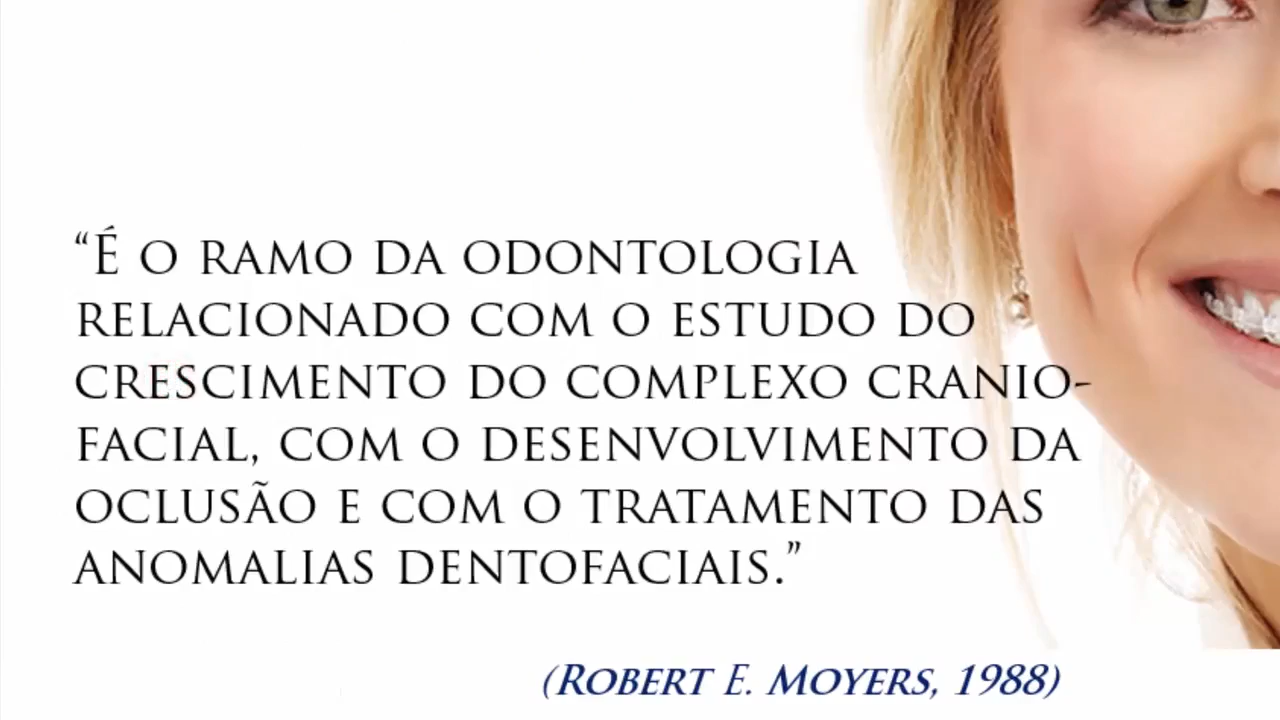 “É O RAMO DA ODONTOLOGIA
RELACIONADO COM O ESTUDO DO
CRESCIMENTO DO COMPLEXO CRANIO-
FACIAL, COM O DESENVOLVIMENTO DA
OCLUSÃO E COM O TRATAMENTO DAS
ANOMALIAS DENTOFACIAIS.”
(ROBERT E. MOYERS, 1988)